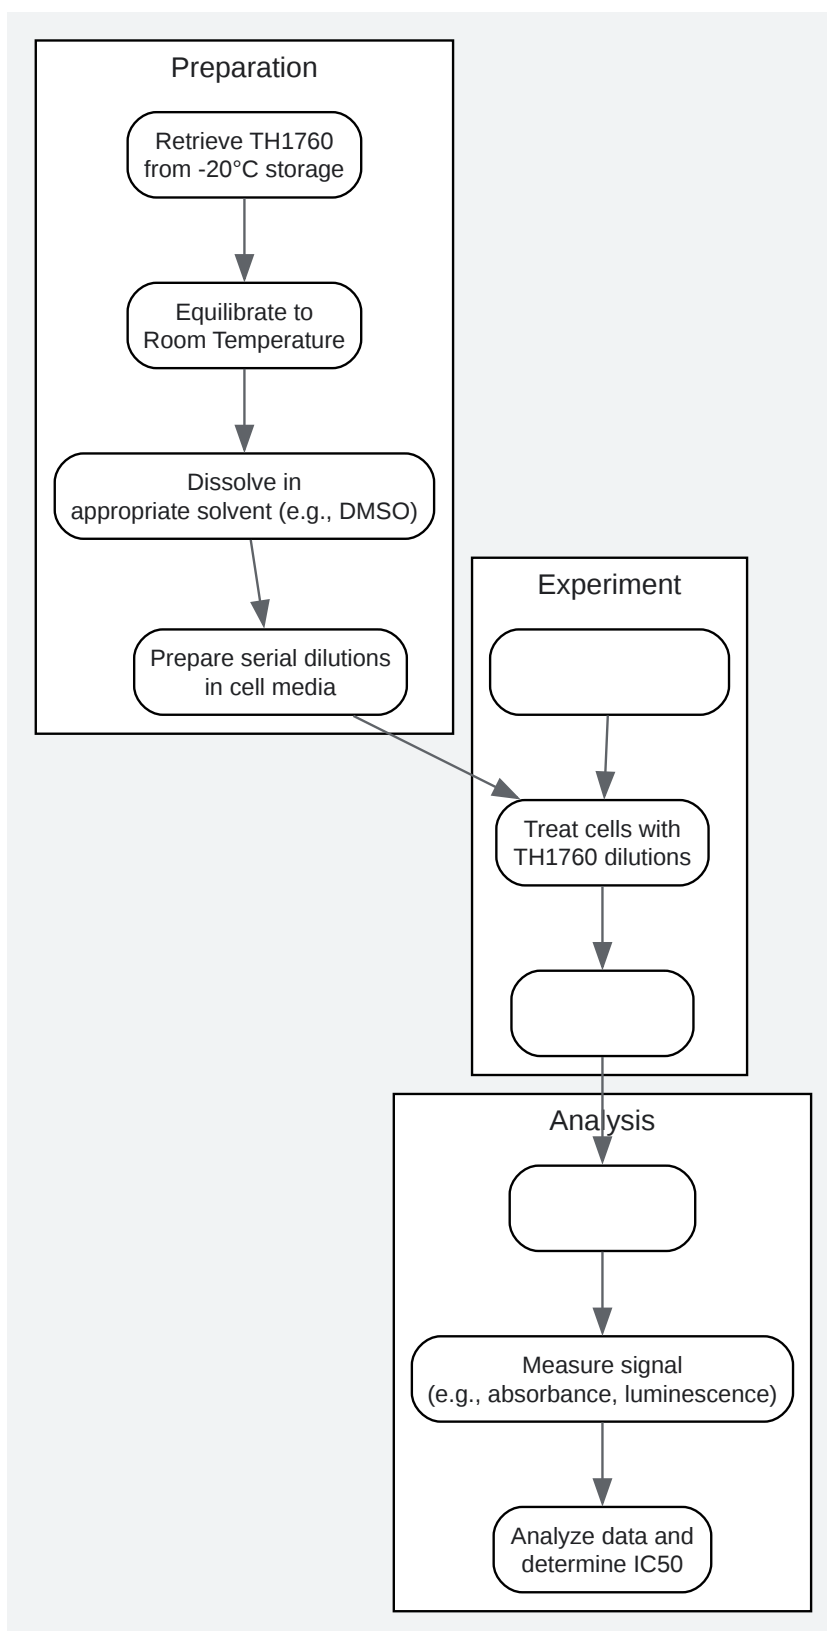 Preparation
Retrieve TH1760
from -20°C storage
Equilibrate to
Room Temperature
Dissolve in
appropriate solvent (e.g., DMSO)
Prepare serial dilutions
in cell media
Experiment
Treat cells with
TH1760 dilutions
Analysis
Measure signal
(e.g., absorbance, luminescence)
Analyze data and
determine IC50